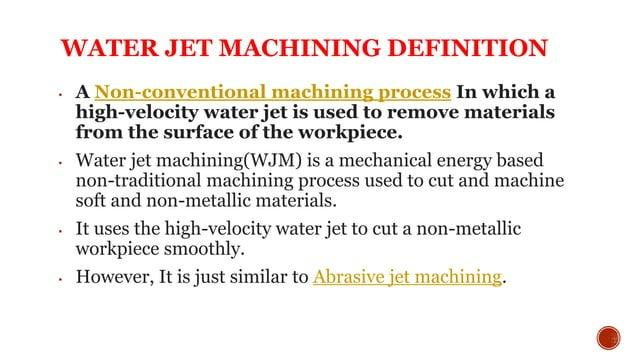 WATER JET MACHINING DEFINITION
• A Non-conventional machining process In which a
high-velocity water jet is used to remove materials
from the surface of the workpiece.
• Water jet machining(WJM) is a mechanical energy based
non-traditional machining process used to cut and machine
soft and non-metallic materials.
• It uses the high-velocity water jet to cut a non-metallic
workpiece smoothly.
• However, It is just similar to Abrasive jet machining.